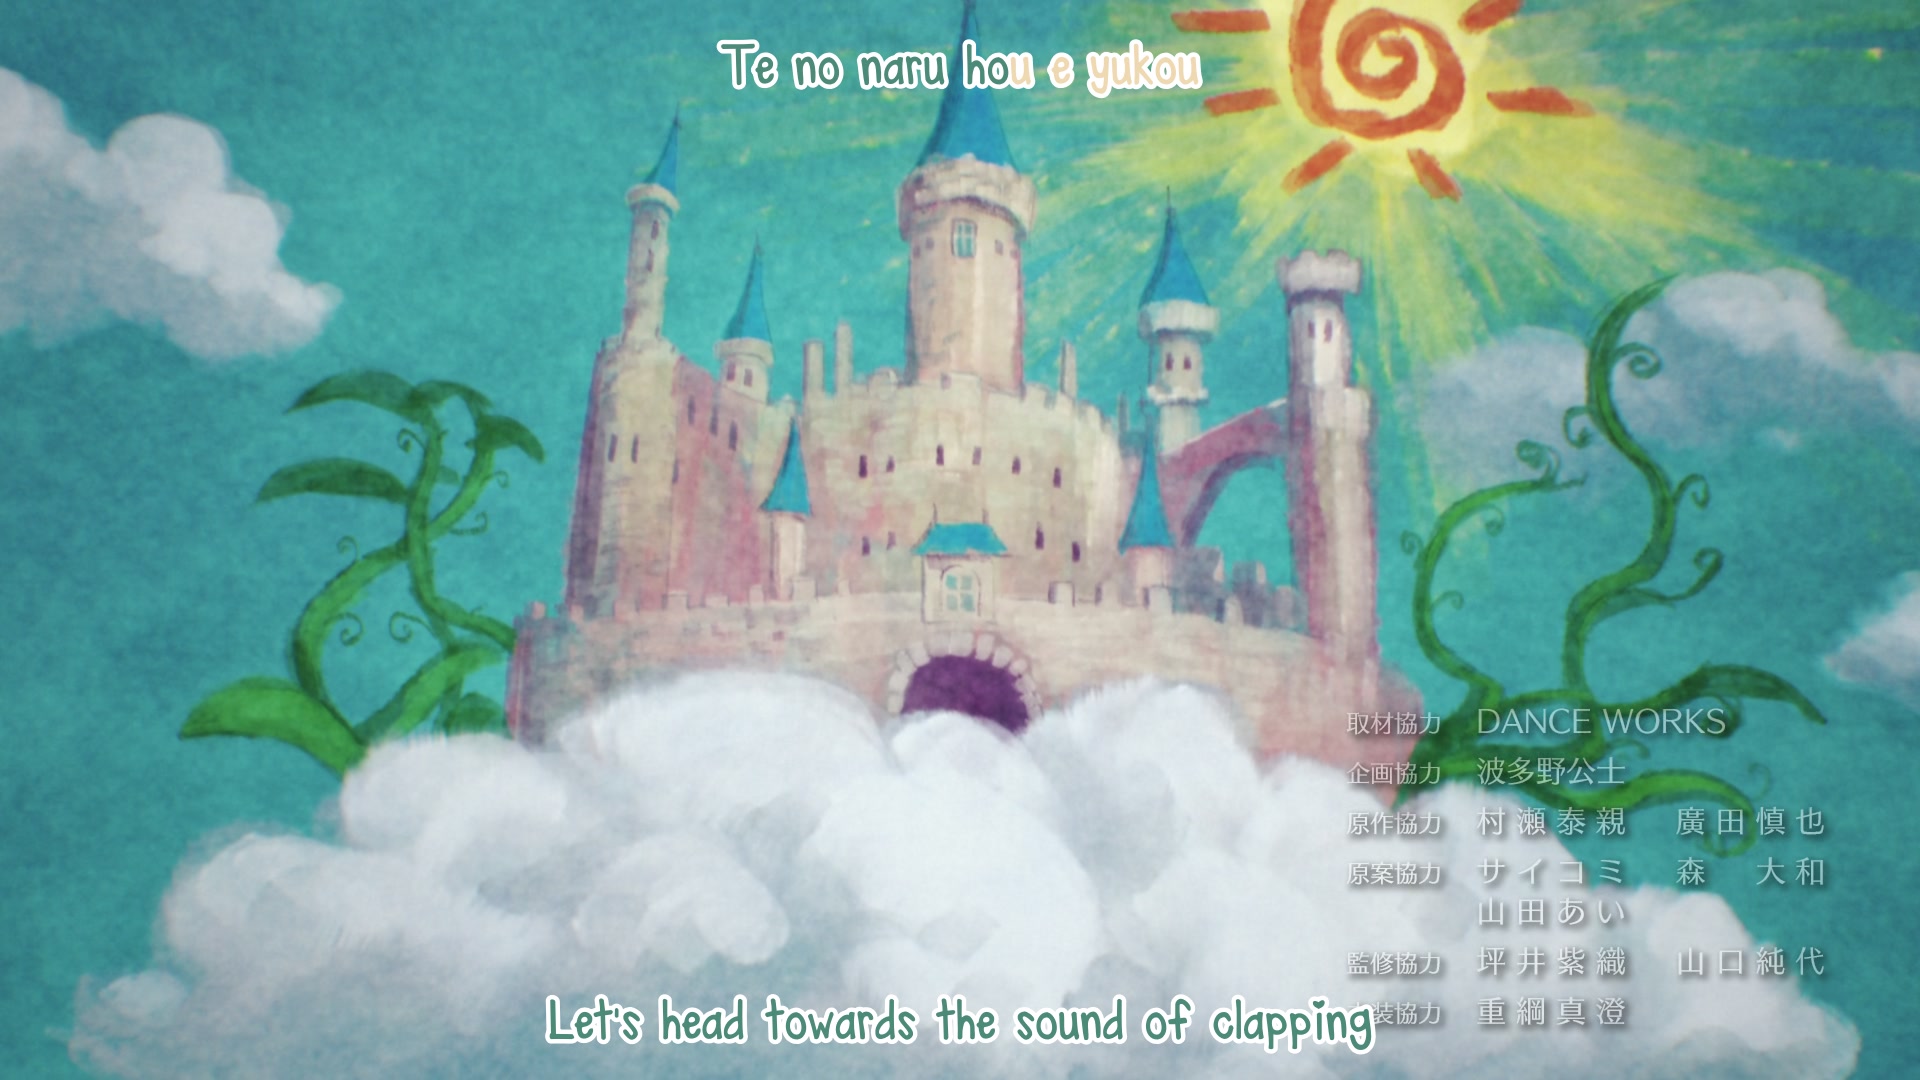 Te no naru hou e yukou
取材協力 DANCE WORKS
企画協力 波多野公士
原作協力 村瀬泰親 廣田慎也
原案協力 サイコミ 森 大和
山田あい
監修協力 坪井紫織 山口純代
装協力 重綱真澄
Let's head towards the sound of clapping